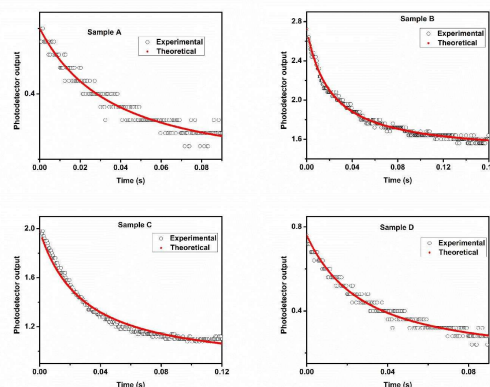 Sample A
Experimental
Theoretical
Photodetector output
0.4
0.00
0.02
0.04
0.06
0.08
Time (s)
Sample B
Experimental
Theoretical
Photodetector output
2.8
2.4
2.0
1.6
0.00
0.04
0.08
0.12
Time (s)
Sample C
Experimental
Theoretical
Photodetector output
2.0
1.6
1.2
0.00
0.04
0.08
0.12
Time (s)
Sample D
Experimental
Theoretical
Photodetector output
0.8
0.4
0.00
0.04
0.08
Time (s)